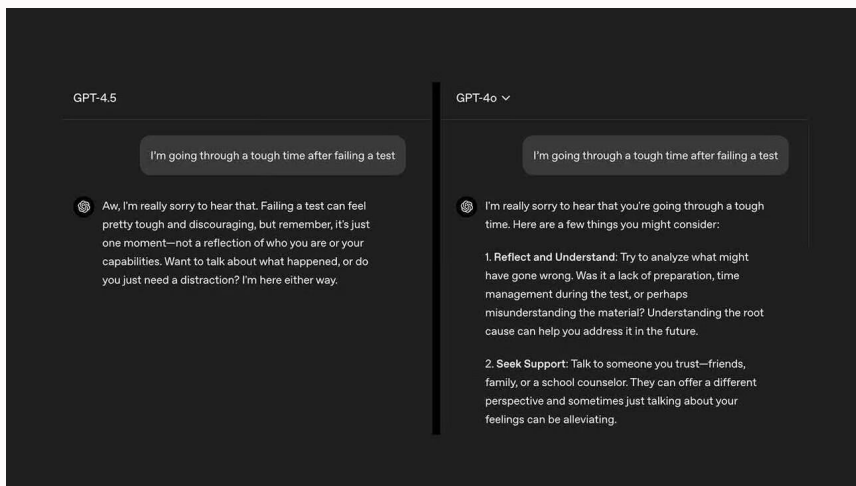 GPT-4.5
I'm going through a tough time after failing a test
Aw, I'm really sorry to hear that. Failing a test can feel
pretty tough and discouraging, but remember, it's just
one moment—not a reflection of who you are or your
capabilities. Want to talk about what happened, or do
you just need a distraction? I'm here either way.
GPT-4o
I'm going through a tough time after failing a test
I'm really sorry to hear that you're going through a tough
time. Here are a few things you might consider:
1. Reflect and Understand: Try to analyze what might
have gone wrong. Was it a lack of preparation, time
management during the test, or perhaps
misunderstanding the material? Understanding the root
cause can help you address it in the future.
2. Seek Support: Talk to someone you trust—friends,
family, or a school counselor. They can offer a different
perspective and sometimes just talking about your
feelings can be alleviating.